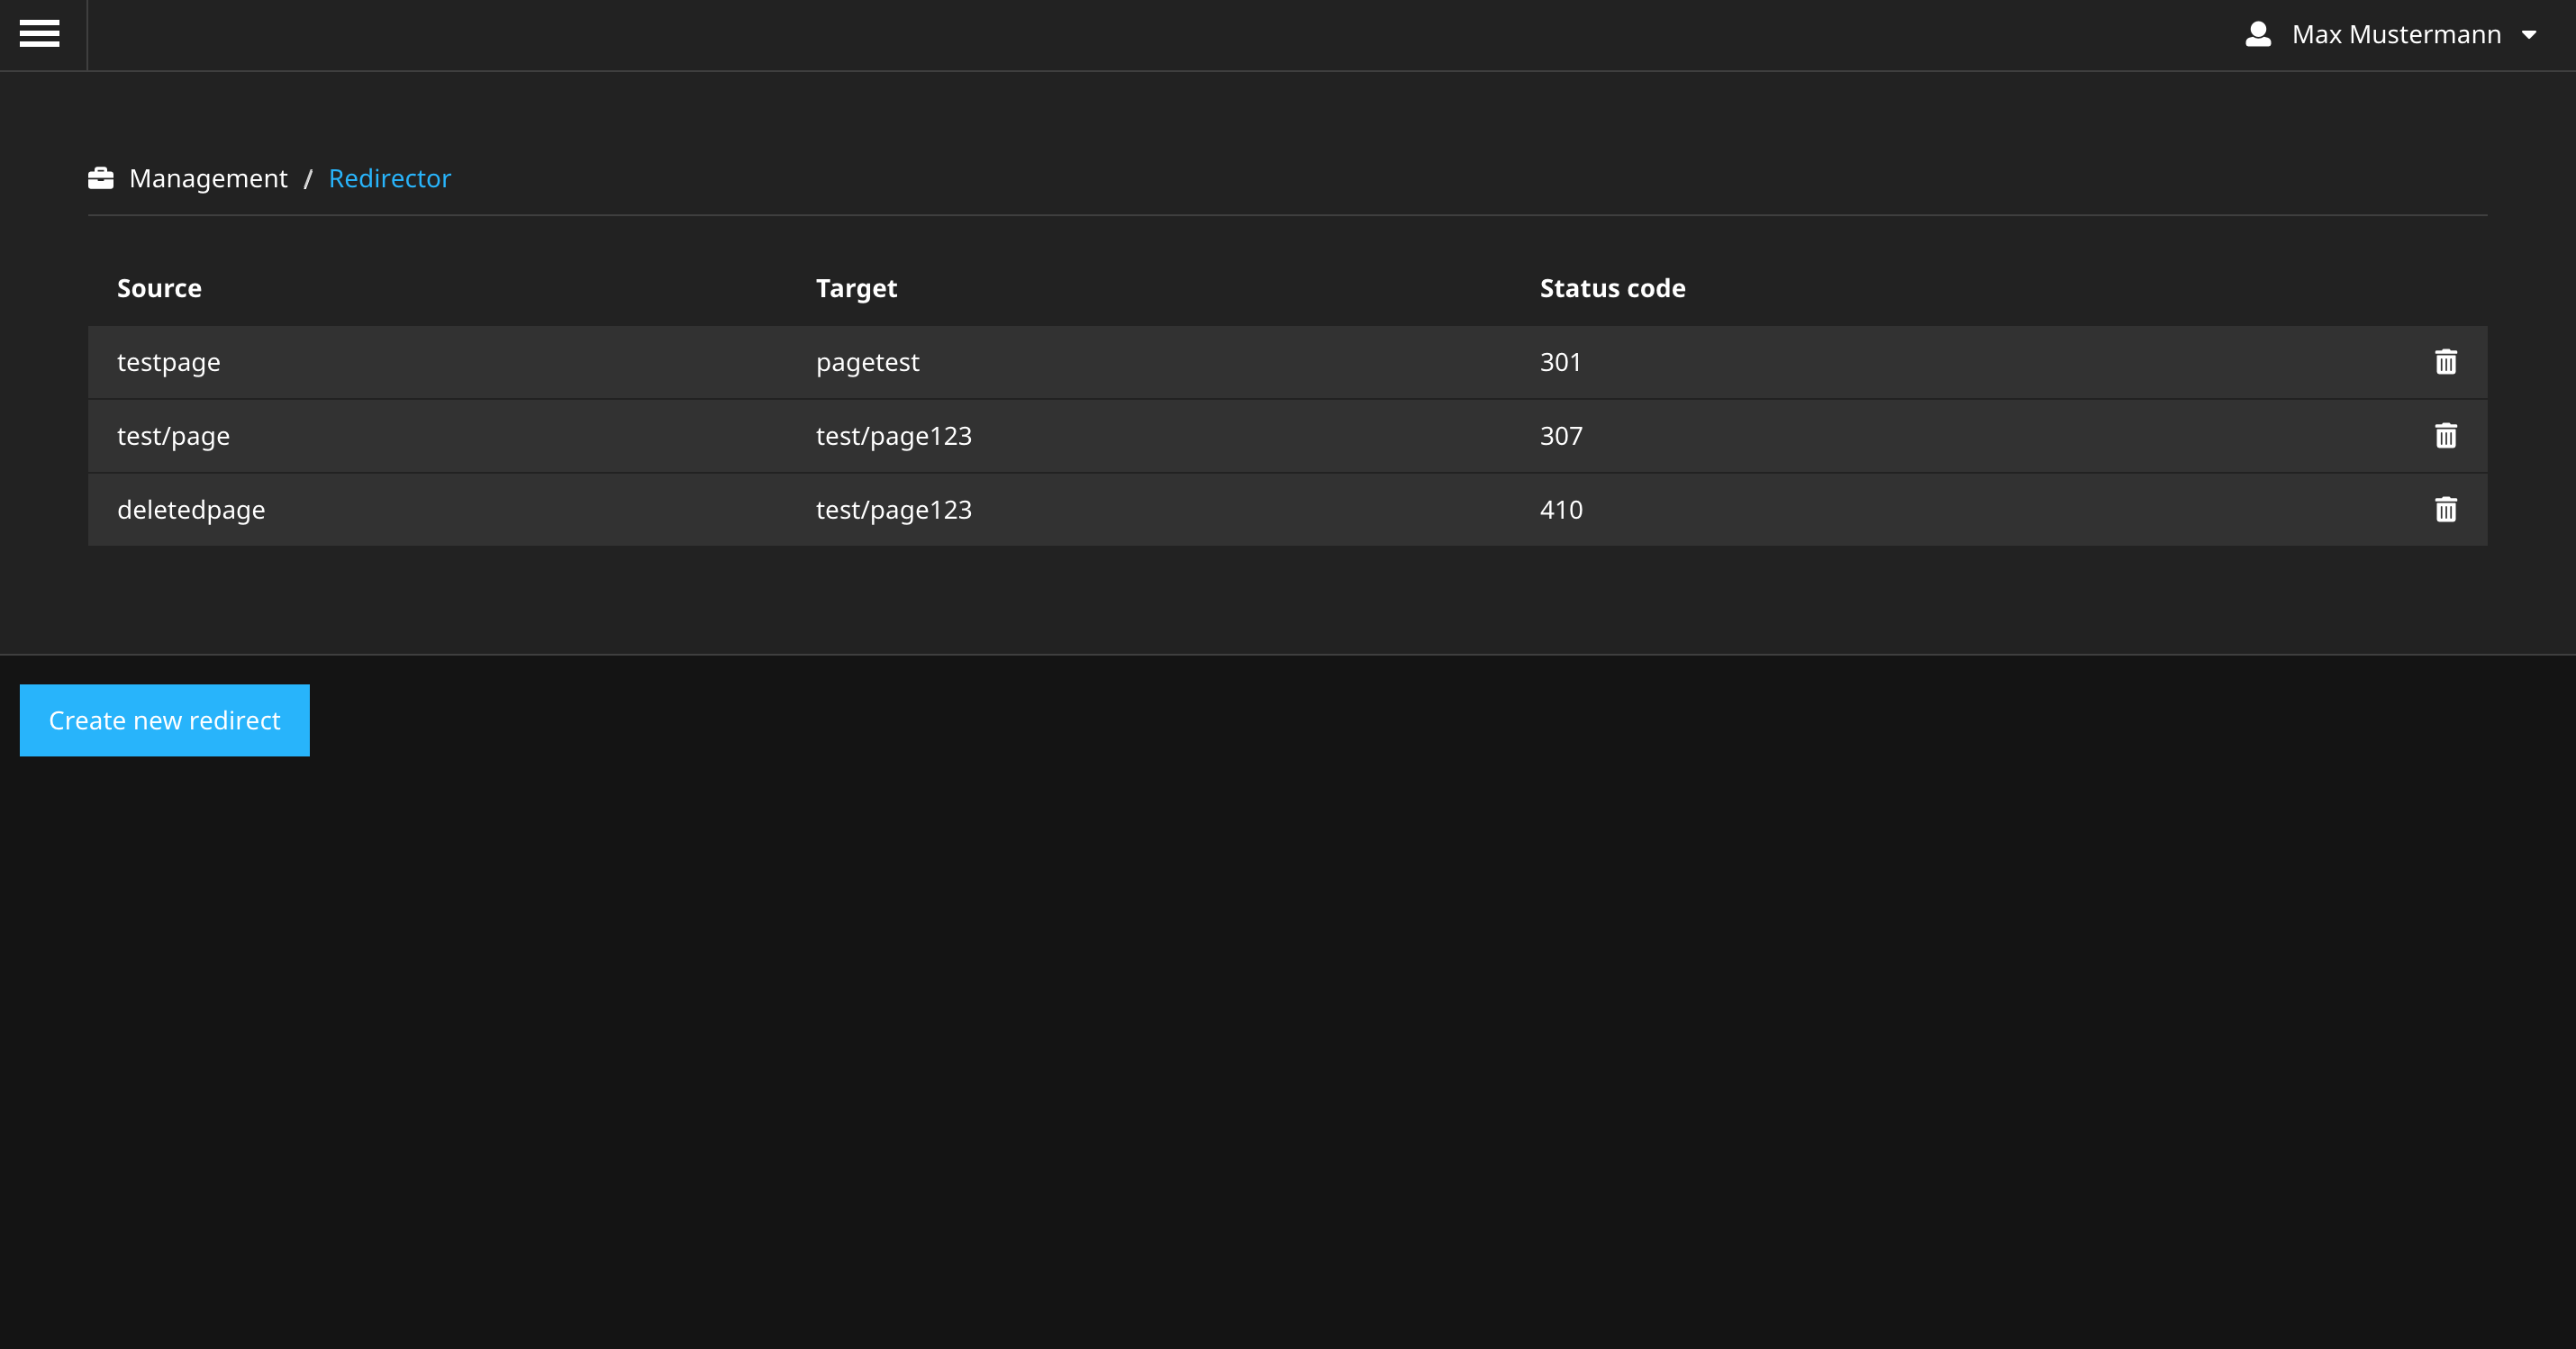 Max Mustermann
Management / Redirector
Source Target Status code
testpage pagetest 301
test/page test/page123 307
deletedpage test/page123 410
Create new redirect